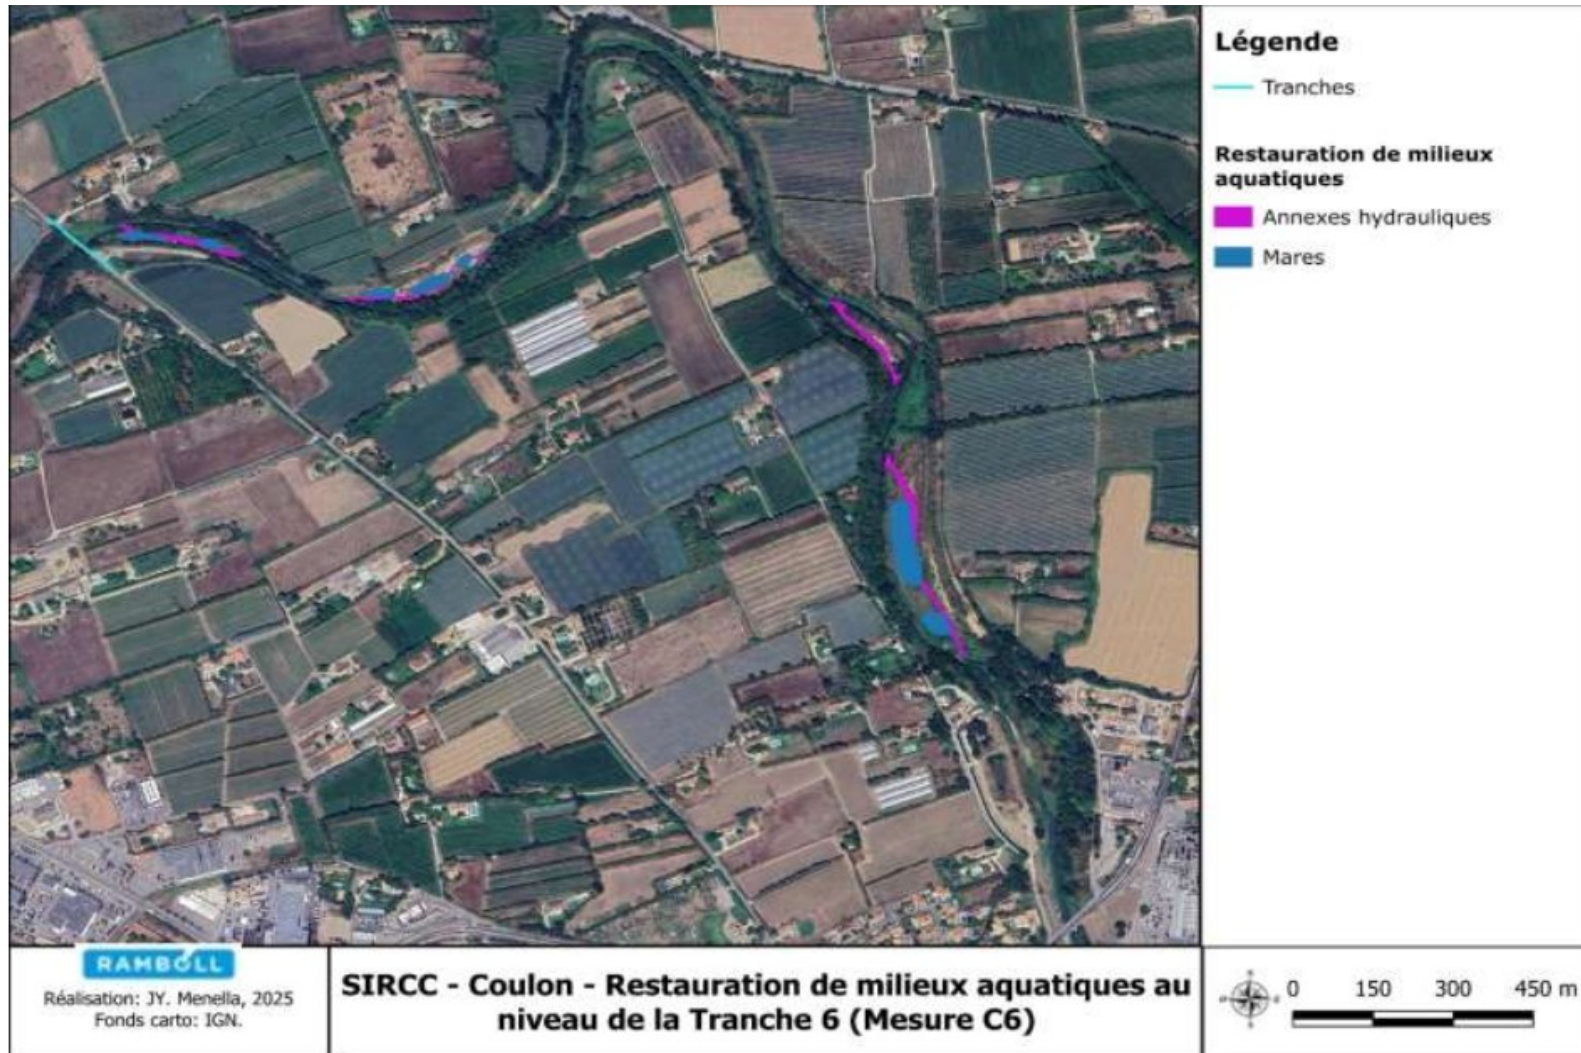 Légende
Tranches
Restauration de milieux
aquatiques
Annexes hydrauliques
Mares
RAMBOLL
Réalisation: JY. Menella, 2025
Fonds carto: IGN.
SIRCC - Coulon - Restauration de milieux aquatiques au
niveau de la Tranche 6 (Mesure C6)
0 150 300 450 m